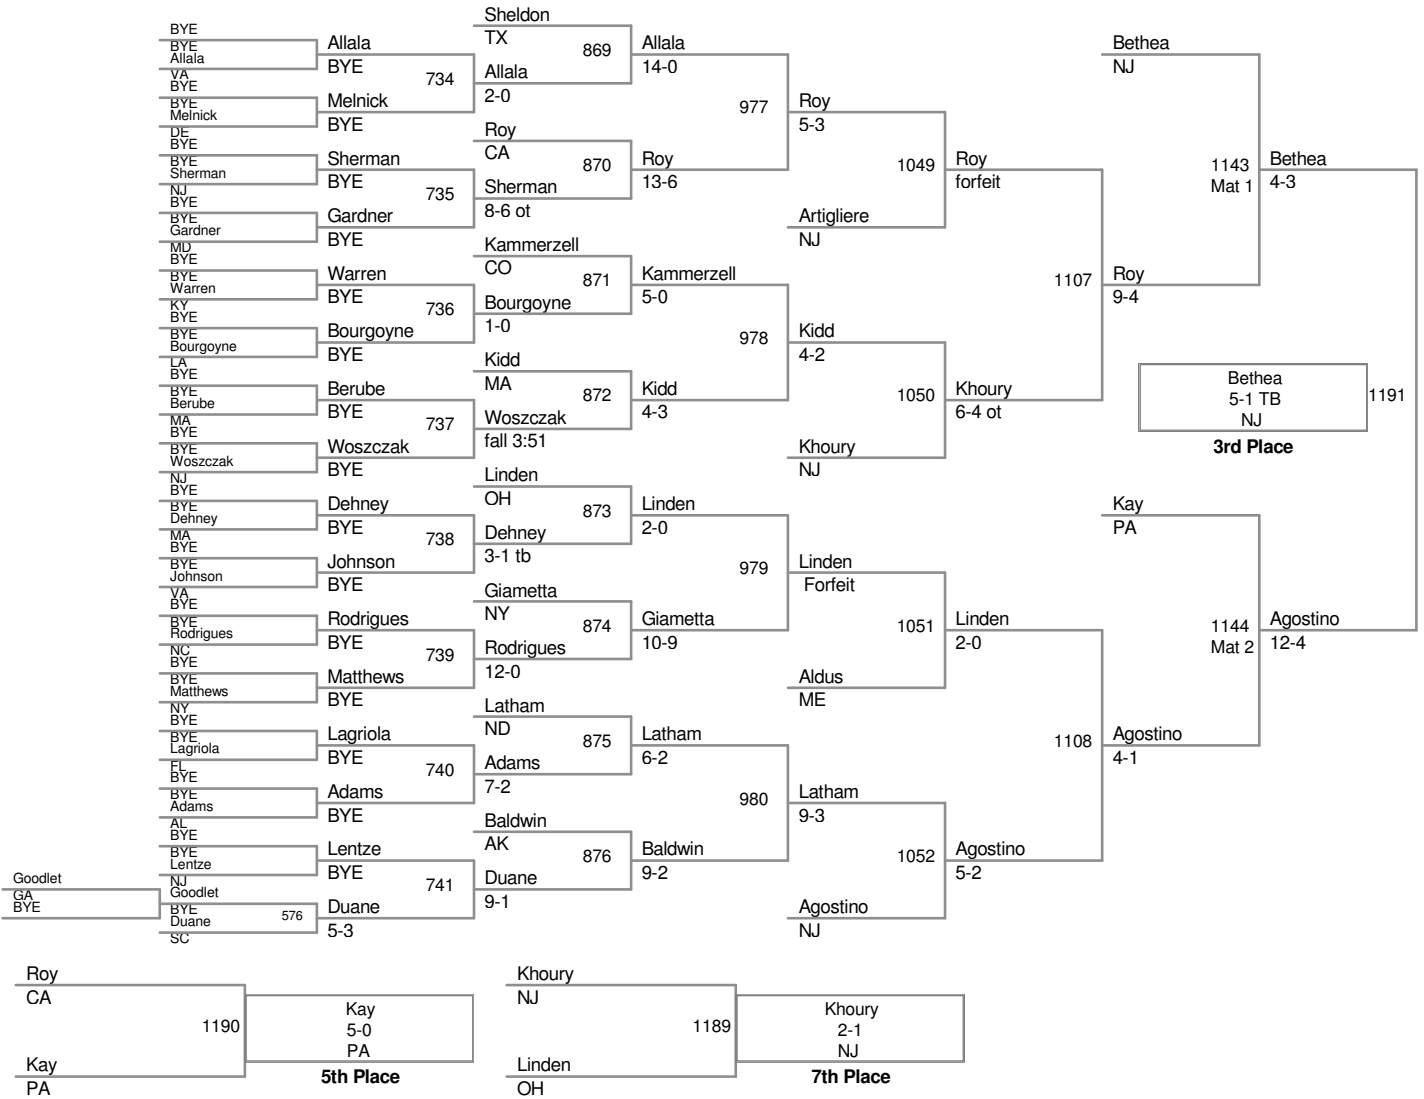 BYE
BYE
Allala
VA
BYE
BYE
Melnick
DE
BYE
BYE
Sherman
NJ
BYE
BYE
Gardner
MD
BYE
BYE
Warren
KY
BYE
BYE
Bourgoyne
LA
BYE
BYE
Berube
MA
BYE
BYE
Woszczak
NJ
BYE
BYE
Dehney
MA
BYE
BYE
Johnson
VA
BYE
BYE
Rodrigues
NC
BYE
BYE
Matthews
NY
BYE
BYE
Lagriola
FL
BYE
BYE
Adams
AL
BYE
BYE
Lentze
NJ
Goodlet
GA
BYE
Goodlet
BYE
Duane
SC
576
Allala
BYE
734
Melnick
BYE
Sherman
BYE
735
Gardner
BYE
Warren
BYE
736
Bourgoyne
BYE
Berube
BYE
737
Woszczak
BYE
Dehney
BYE
738
Johnson
BYE
Rodrigues
BYE
739
Matthews
BYE
Lagriola
BYE
740
Adams
BYE
Lentze
BYE
741
Duane
5-3
Sheldon
TX
869
Allala
2-0
Roy
CA
870
Sherman
8-6 ot
Kammerzell
CO
871
Bourgoyne
1-0
Kidd
MA
872
Woszczak
fall 3:51
Linden
OH
873
Dehney
3-1 tb
Giametta
NY
874
Rodrigues
12-0
Latham
ND
875
Adams
7-2
Baldwin
AK
876
Duane
9-1
Allala
14-0
977
Roy
13-6
Kammerzell
5-0
978
Kidd
4-3
Linden
2-0
979
Giametta
10-9
Latham
6-2
980
Baldwin
9-2
Roy
5-3
1049
Artigliere
NJ
Kidd
4-2
1050
Khoury
NJ
Linden
Forfeit
1051
Aldus
ME
Latham
9-3
1052
Agostino
NJ
Roy
forfeit
1107
Khoury
6-4 ot
Linden
2-0
1108
Agostino
5-2
Bethea
NJ
1143
Mat 1
Roy
9-4
Kay
PA
1144
Mat 2
Agostino
4-1
Bethea
4-3
1191
Agostino
12-4
Bethea
5-1 TB
NJ
3rd Place
Roy
CA
1190
Kay
PA
Kay
5-0
PA
5th Place
Khoury
NJ
1189
Linden
OH
Khoury
2-1
NJ
7th Place